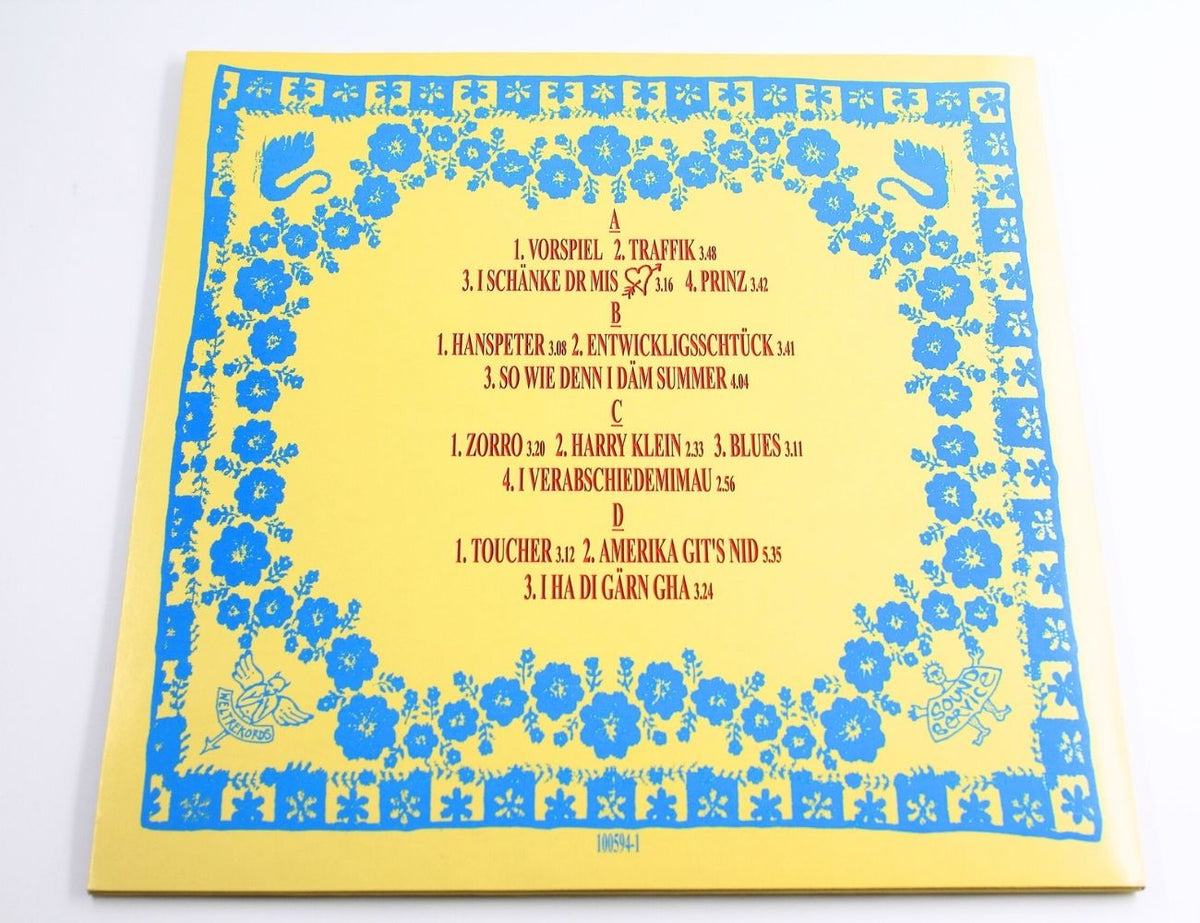 A
1. VORSPIEL 2. TRAFFIK 3.48
3. I SCHÄNKE DR MIS 3.16 4. PRINZ 3.42
B
1. HANSPETER 3.08 2. ENTWICKLIGSSCHTÜCK 3.41
3. SO WIE DENN I DÄM SUMMER 4.04
C
1. ZORRO 3.20 2. HARRY KLEIN 2.33 3. BLUES 3.11
4. I VERABSCHIEDEMIMAU 2.56
D
1. TOUCHER 3.12 2. AMERIKA GIT'S NID 5.35
3. I HA DI GÄRN GHA 3.24
WELTREKORDS
SOUND
SERVICE
100594-1